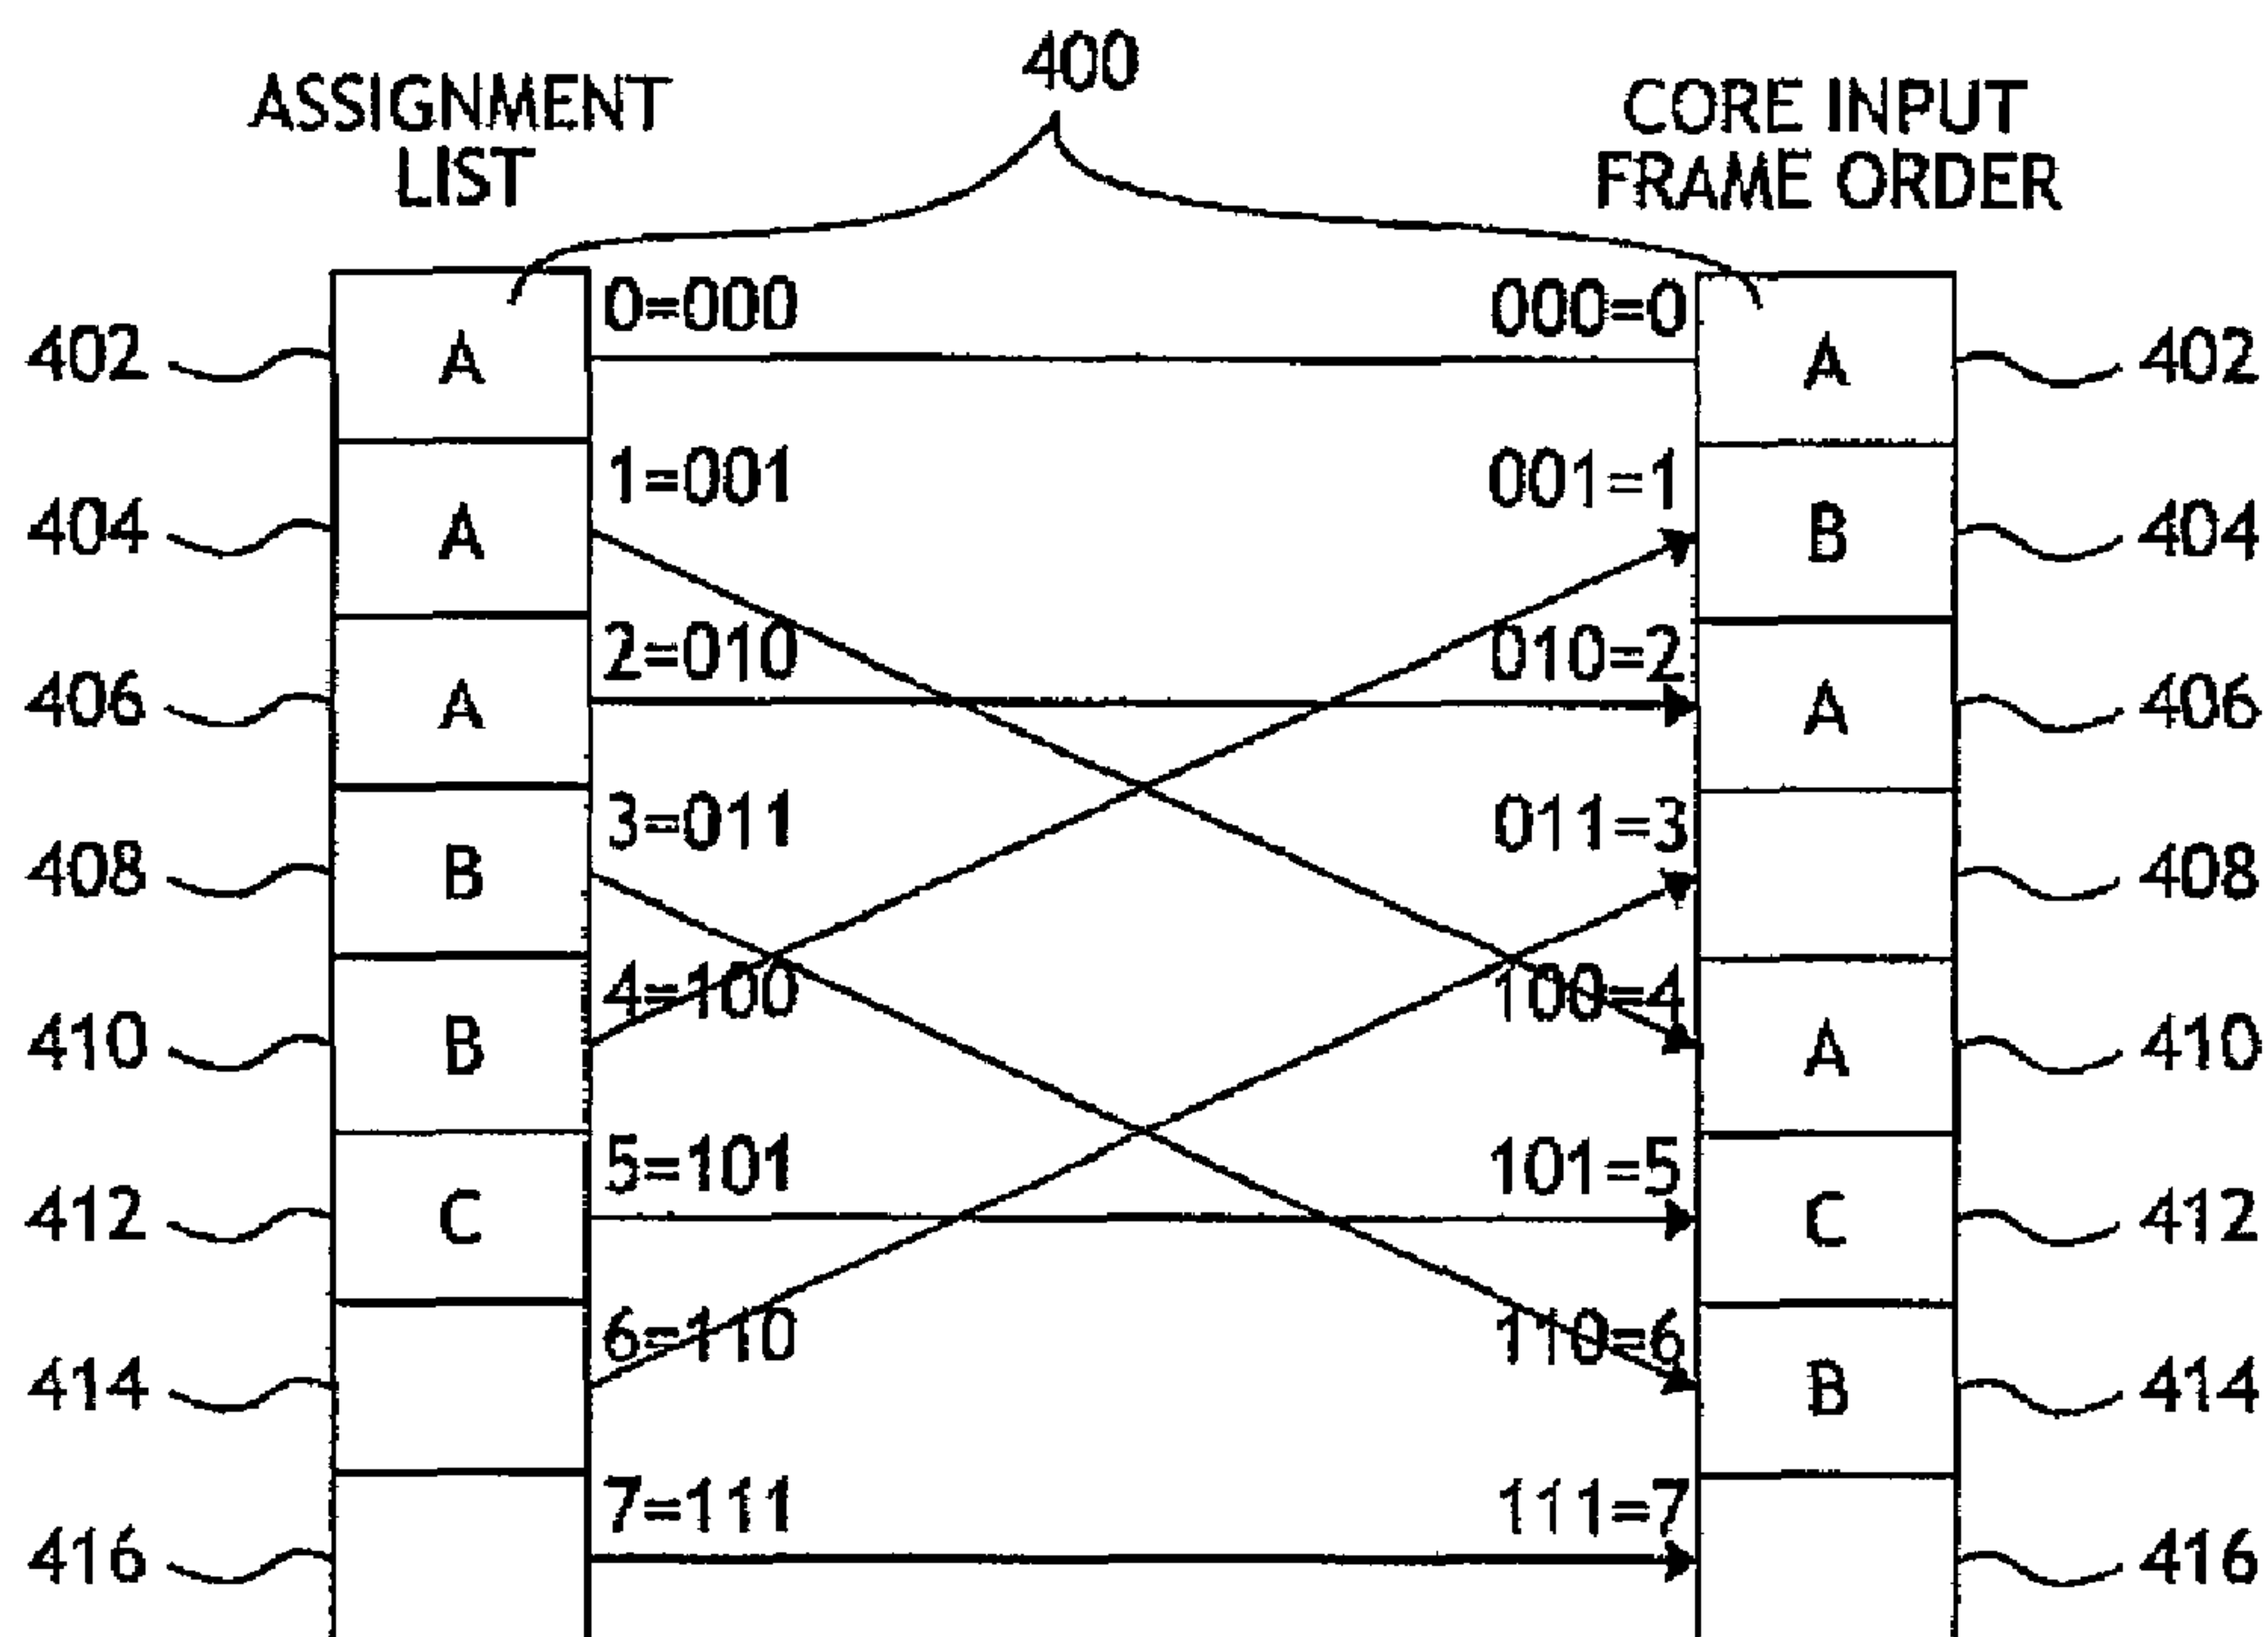 400
ASSIGNMENT
LIST
CORE INPUT
FRAME ORDER
402 A 0=000 000=0 A 402
404 A 1=001 001=1 B 404
406 A 2=010 010=2 A 406
408 B 3=011 011=3 408
410 B 4=100 100=4 A 410
412 C 5=101 101=5 C 412
414 6=110 110=6 B 414
416 7=111 111=7 416